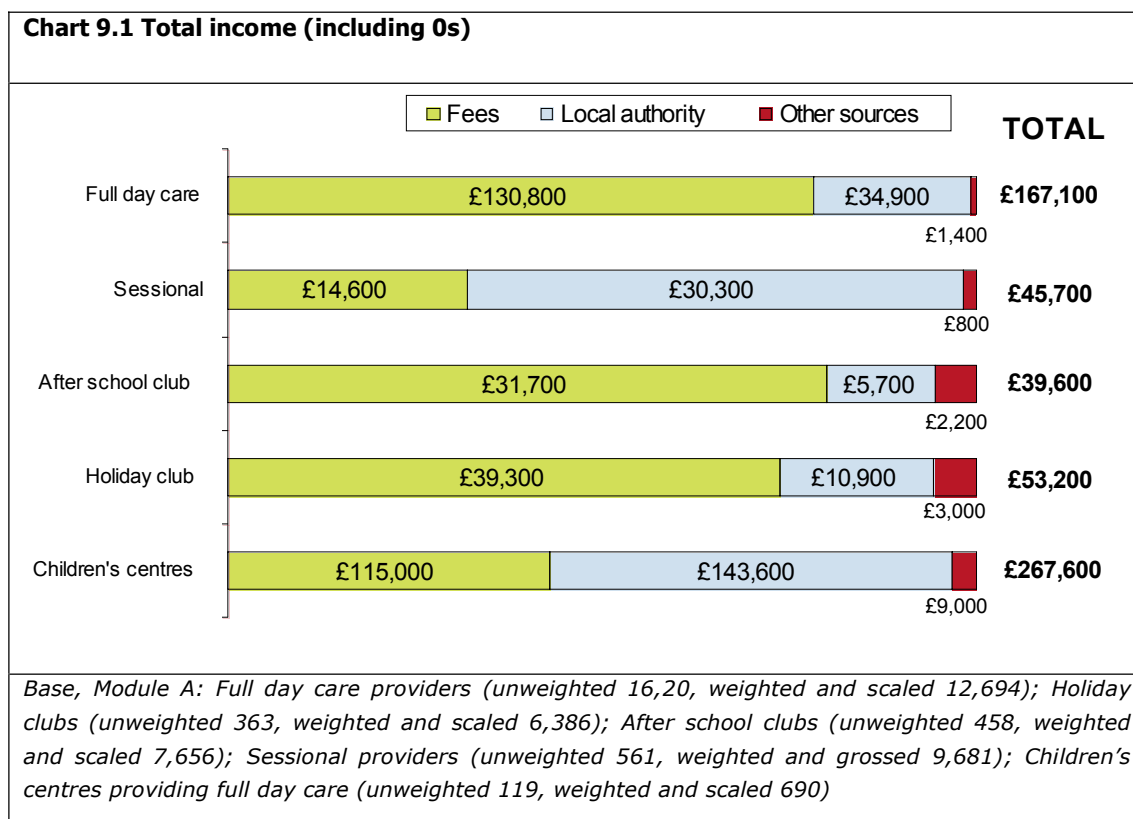 Chart 9.1 Total income (including 0s)
Fees Local authority Other sources
TOTAL
Full day care £130,800 £34,900 £167,100
£1,400
Sessional £14,600 £30,300 £45,700
£800
After school club £31,700 £5,700 £39,600
£2,200
Holiday club £39,300 £10,900 £53,200
£3,000
Children's centres £115,000 £143,600 £267,600
£9,000
Base, Module A: Full day care providers (unweighted 16,20, weighted and scaled 12,694); Holiday
clubs (unweighted 363, weighted and scaled 6,386); After school clubs (unweighted 458, weighted
and scaled 7,656); Sessional providers (unweighted 561, weighted and grossed 9,681); Children’s
centres providing full day care (unweighted 119, weighted and scaled 690)